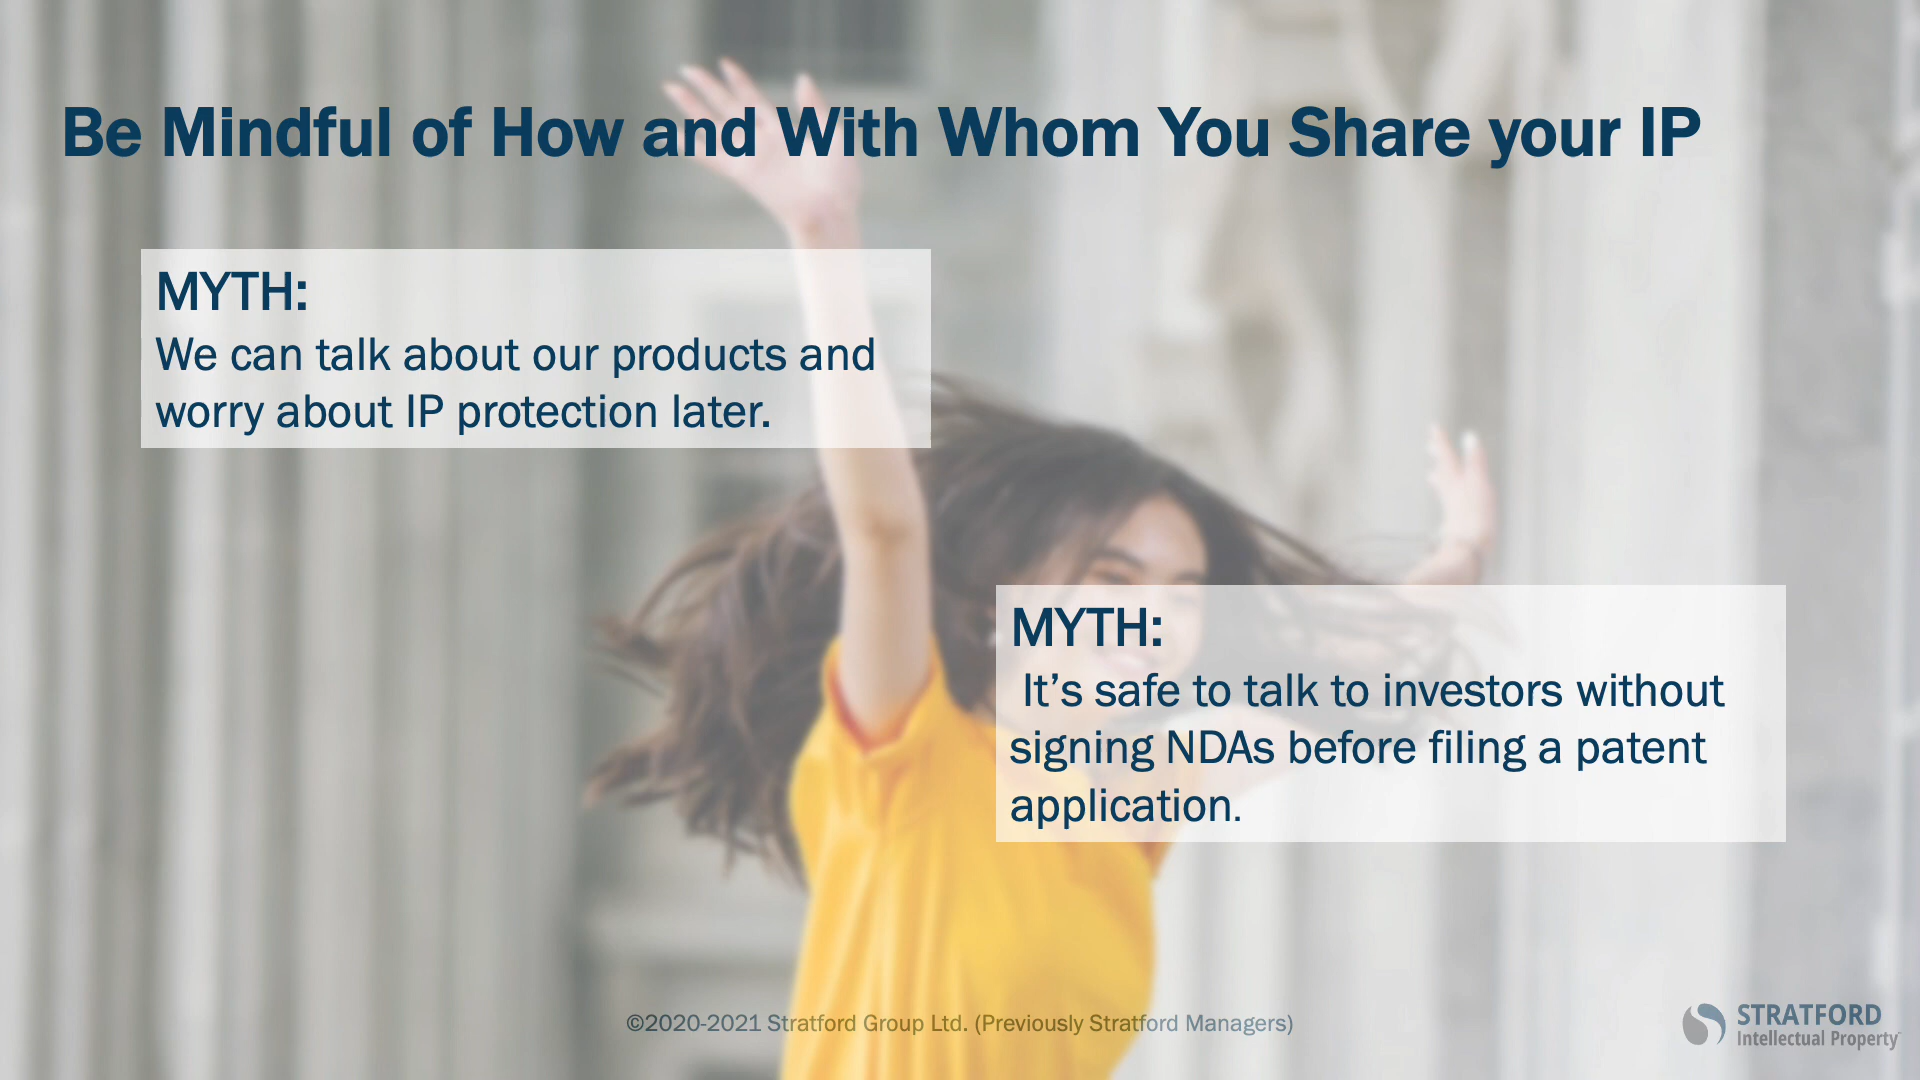 Be Mindful of How and With Whom You Share your IP
MYTH:
We can talk about our products and
worry about IP protection later.
MYTH:
It’s safe to talk to investors without
signing NDAs before filing a patent
application.
©2020-2021 Stratford Group Ltd. (Previously Stratford Managers)
STRATFORD
Intellectual Property